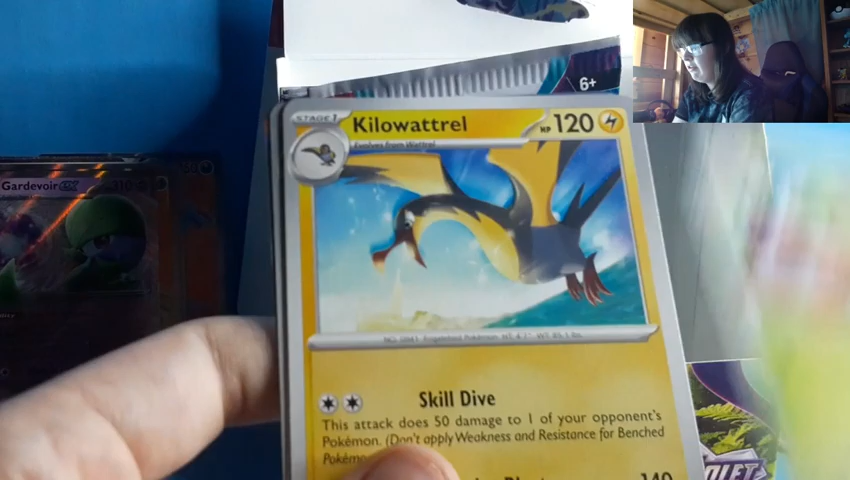 6+
STAGE 1
Kilowattrel
HP 120
Evolves from Wattrel
Gardevoir ex
310
Skill Dive
This attack does 50 damage to 1 of your opponent's
Pokémon. (Don't apply Weakness and Resistance for Benched
140